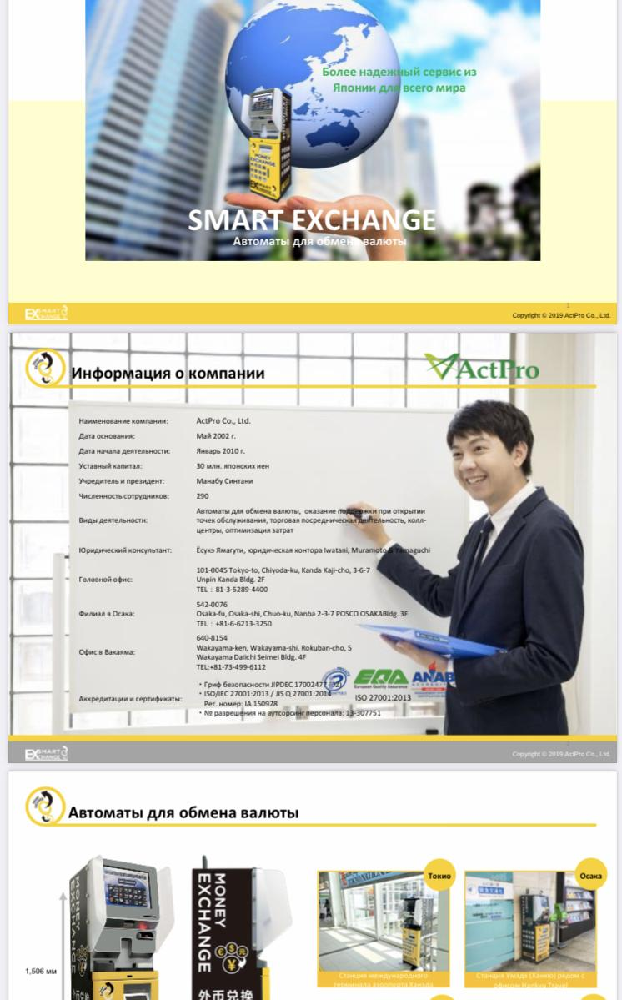 Более надежный сервис из
Японии для всего мира
MONEY
EXCHANGE
SMART EXCHANGE
Автоматы для обмена валюты
EX SMART
CHANGE
1
Copyright © 2019 ActPro Co., Ltd.
Информация о компании
ActPro
Наименование компании: ActPro Co., Ltd.
Дата основания: Май 2002 г.
Дата начала деятельности: Январь 2010 г.
Уставный капитал: 30 млн. японских иен
Учредитель и президент: Манабу Синтани
Численность сотрудников: 290
Виды деятельности: Автоматы для обмена валюты, оказание поддержки при открытии
точек обслуживания, торговая посредническая деятельность, колл-
центры, оптимизация затрат
Юридический консультант: Ёсукэ Ямагути, юридическая контора Iwatani, Muramoto & Yamaguchi
Головной офис: 101-0045 Tokyo-to, Chiyoda-ku, Kanda Kaji-cho, 3-6-7
Unpin Kanda Bldg. 2F
TEL : 81-3-5289-4400
Филиал в Осака: 542-0076
Osaka-fu, Osaka-shi, Chuo-ku, Nanba 2-3-7 POSCO OSAKABldg. 3F
TEL : +81-6-6213-3250
Офис в Вакаяма: 640-8154
Wakayama-ken, Wakayama-shi, Rokuban-cho, 5
Wakayama Daiichi Seimei Bldg. 4F
TEL:+81-73-499-6112
Аккредитации и сертификаты: ・Гриф безопасности JIPDEC 17002477 (02)
・ISO/IEC 27001:2013 / JIS Q 27001:2014
Рег. номер: IA 150928
・№ разрешения на аутсорсинг персонала: 13-307751
EQA
European Quality Assurance
ANAB
ISO 27001:2013
EX SMART
CHANGE
2
Copyright © 2019 ActPro Co., Ltd.
Автоматы для обмена валюты
MONEY
EXCHANGE
MONEY
EXCHANGE
外币兑换
1,506 мм
Токио
Станция международного
терминала аэропорта Ханэда
Осака
Станция Умэда (Ханкю) рядом с
офисом Hankyu Travel